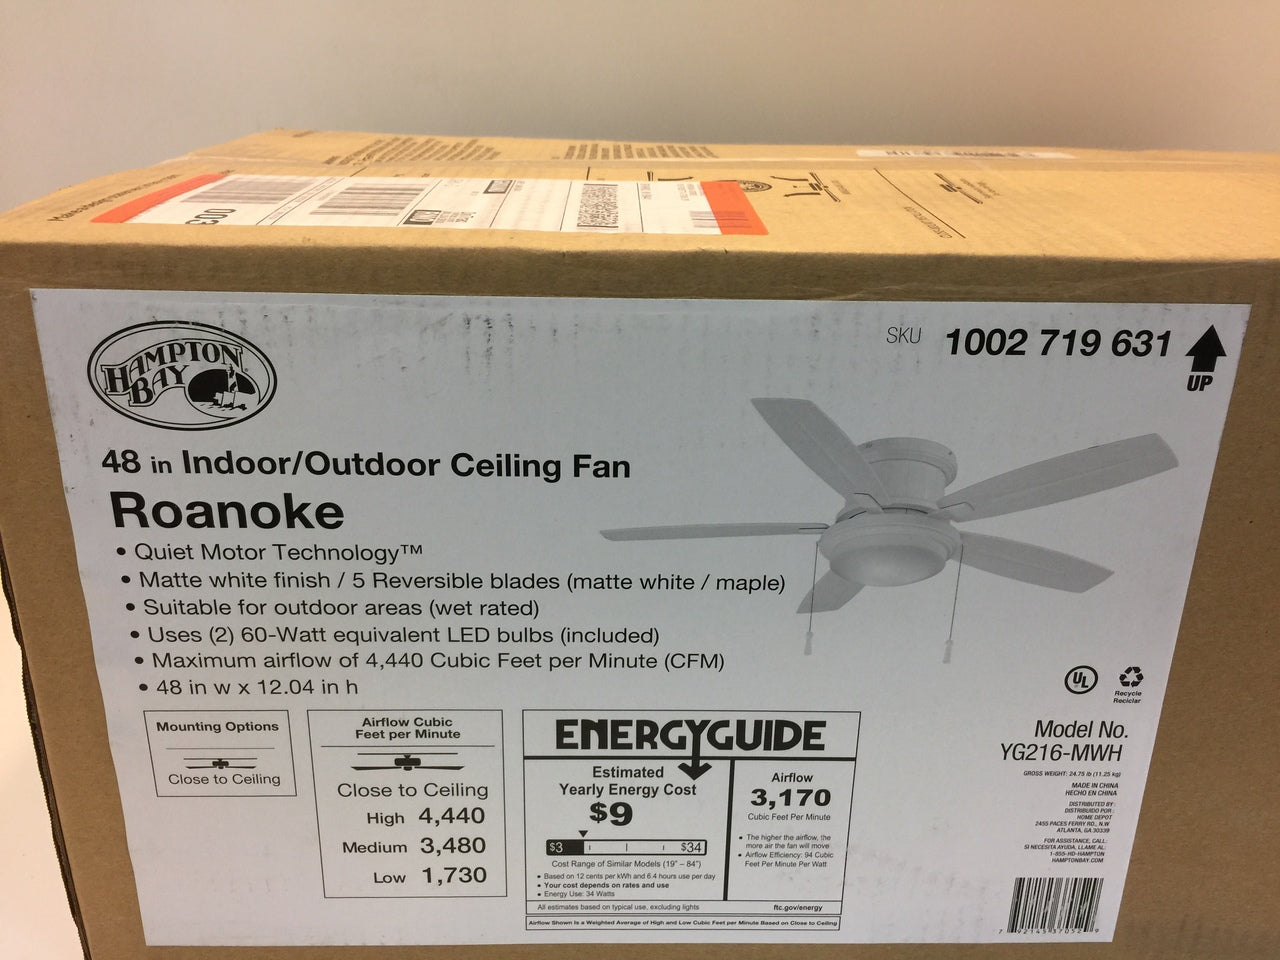 HAMPTON
BAY
SKU 1002 719 631
UP
48 in Indoor/Outdoor Ceiling Fan
Roanoke
• Quiet Motor Technology™
• Matte white finish / 5 Reversible blades (matte white / maple)
• Suitable for outdoor areas (wet rated)
• Uses (2) 60-Watt equivalent LED bulbs (included)
• Maximum airflow of 4,440 Cubic Feet per Minute (CFM)
• 48 in w x 12.04 in h
Mounting Options
Close to Ceiling
Airflow Cubic
Feet per Minute
Close to Ceiling
High 4,440
Medium 3,480
Low 1,730
ENERGYGUIDE
Estimated
Yearly Energy Cost
$9
$3 $34
Cost Range of Similar Models (19" – 84")
• Based on 12 cents per kWh and 6.4 hours use per day
• Your cost depends on rates and use
• Energy Use: 34 Watts
Airflow
3,170
Cubic Feet Per Minute
• The higher the airflow, the
more air the fan will move
• Airflow Efficiency: 94 Cubic
Feet Per Minute Per Watt
All estimates based on typical use, excluding lights
ftc.gov/energy
Airflow Shown is a Weighted Average of High and Low Cubic Feet per Minute Based on Close to Ceiling
UL
Recycle
Reciclar
Model No.
YG216-MWH
GROSS WEIGHT: 24.75 lb (11.25 kg)
MADE IN CHINA
HECHO EN CHINA
DISTRIBUTED BY:
DISTRIBUIDO POR:
HOME DEPOT
2455 PACES FERRY RD., N.W.
ATLANTA, GA 30339
FOR ASSISTANCE, CALL:
SI NECESITA AYUDA, LLAME AL:
1-855-HD-HAMPTON
HAMPTONBAY.COM